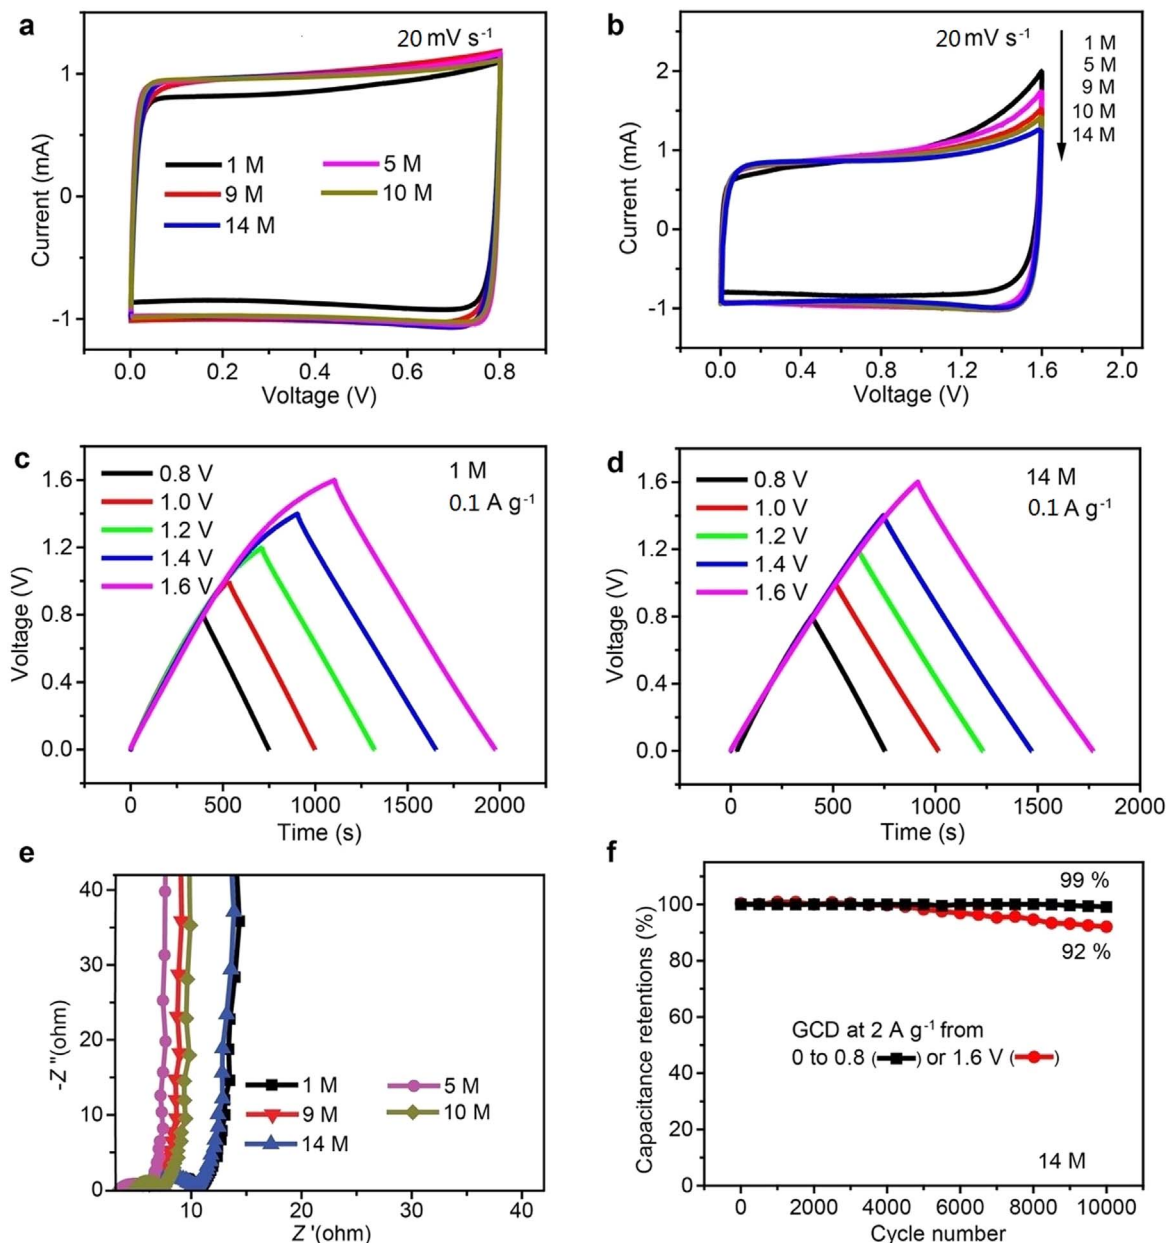 a
20 mV s⁻¹
1 M
5 M
9 M
10 M
14 M
Current (mA)
1
0
-1
0.0 0.2 0.4 0.6 0.8
Voltage (V)
b
20 mV s⁻¹
1 M
5 M
9 M
10 M
14 M
Current (mA)
2
1
0
-1
0.0 0.4 0.8 1.2 1.6 2.0
Voltage (V)
c
0.8 V
1.0 V
1.2 V
1.4 V
1.6 V
1 M
0.1 A g⁻¹
Voltage (V)
1.6
1.2
0.8
0.4
0.0
0 500 1000 1500 2000
Time (s)
d
0.8 V
1.0 V
1.2 V
1.4 V
1.6 V
14 M
0.1 A g⁻¹
Voltage (V)
1.6
1.2
0.8
0.4
0.0
0 500 1000 1500 2000
Time (s)
e
-Z''(ohm)
40
30
20
10
0
1 M
5 M
9 M
10 M
14 M
10 20 30 40
Z '(ohm)
f
99 %
92 %
GCD at 2 A g⁻¹ from
0 to 0.8 ( ) or 1.6 V ( )
14 M
Capacitance retentions (%)
100
80
60
40
20
0
0 2000 4000 6000 8000 10000
Cycle number